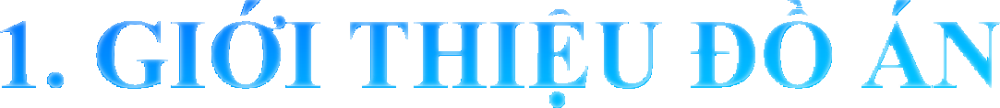 1. GIỚI THIỆU ĐỒ ÁN